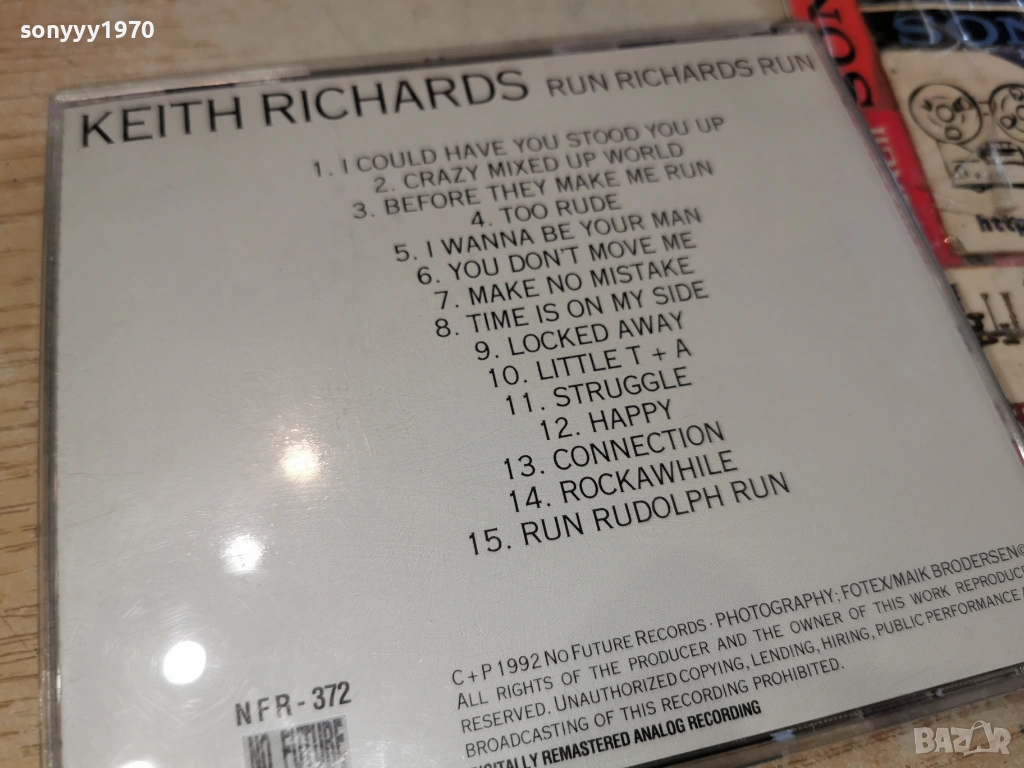 sonyyy1970
KEITH RICHARDS RUN RICHARDS RUN
1. I COULD HAVE YOU STOOD YOU UP
2. CRAZY MIXED UP WORLD
3. BEFORE THEY MAKE ME RUN
4. TOO RUDE
5. I WANNA BE YOUR MAN
6. YOU DON'T MOVE ME
7. MAKE NO MISTAKE
8. TIME IS ON MY SIDE
9. LOCKED AWAY
10. LITTLE T + A
11. STRUGGLE
12. HAPPY
13. CONNECTION
14. ROCKAWHILE
15. RUN RUDOLPH RUN
C + P 1992 NO FUTURE RECORDS · PHOTOGRAPHY: FOTEX/MAIK BRODERSEN©
ALL RIGHTS OF THE PRODUCER AND THE OWNER OF THIS WORK REPRODUC
RESERVED. UNAUTHORIZED COPYING, LENDING, HIRING, PUBLIC PERFORMANCE
BROADCASTING OF THIS RECORDING PROHIBITED.
DIGITALLY REMASTERED ANALOG RECORDING
NFR - 372
NO FUTURE
SON
http
BAZAR